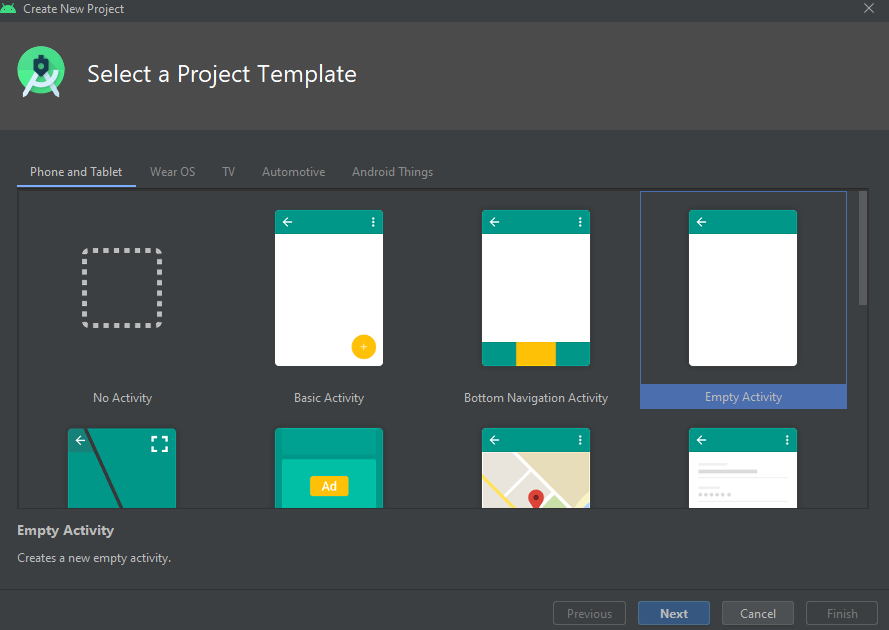 Create New Project
Select a Project Template
Phone and Tablet
Wear OS
TV
Automotive
Android Things
No Activity
Basic Activity
Bottom Navigation Activity
Empty Activity
Ad
Empty Activity
Creates a new empty activity.
Previous
Next
Cancel
Finish